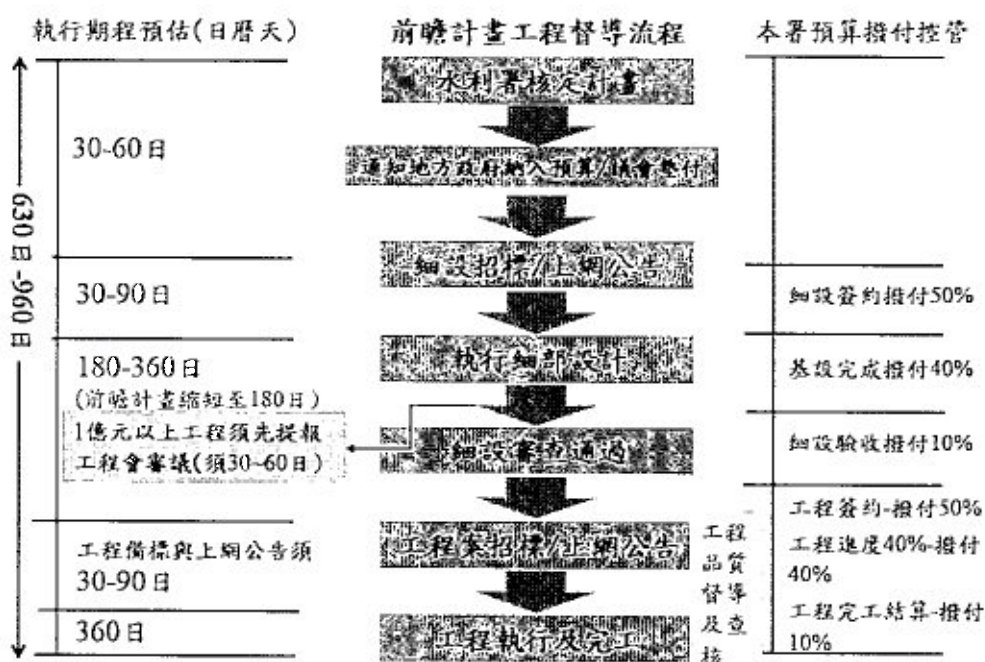 執行期程預估(日曆天)
前瞻計畫工程督導流程
本署預算撥付控管
630日-960日
30-60日
30-90日
180-360日
(前瞻計畫縮短至180日)
1億元以上工程須先提報
工程會審議(須30-60日)
工程備標與上網公告須
30-90日
360日
水利署核定計畫
通知地方政府納入預算/議會墊付
細設招標/上網公告
執行細部設計
細設審查通過
工程案招標/上網公告
工程執行及完工
工程
品質
督導
及查
核
細設簽約撥付50%
基設完成撥付40%
細設驗收撥付10%
工程簽約-撥付50%
工程進度40%-撥付
40%
工程完工結算-撥付
10%